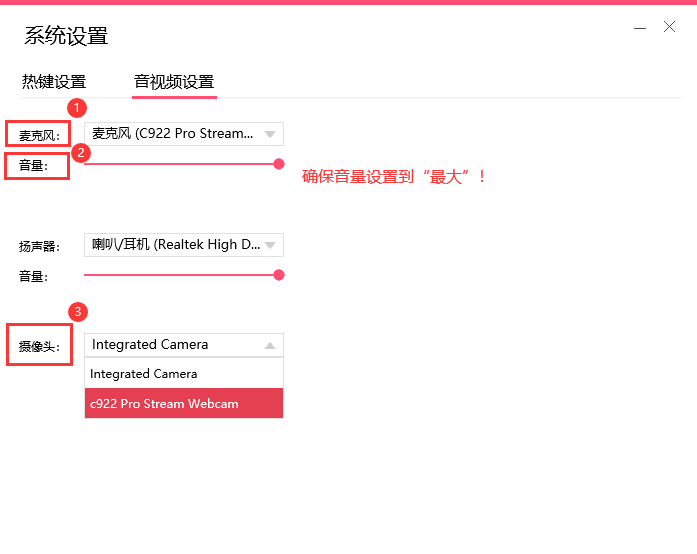 系统设置
热键设置 音视频设置
1
麦克风： 麦克风 (C922 Pro Stream...
2
音量：
确保音量设置到“最大”！
扬声器： 喇叭/耳机 (Realtek High D...
音量：
3
摄像头： Integrated Camera
Integrated Camera
c922 Pro Stream Webcam